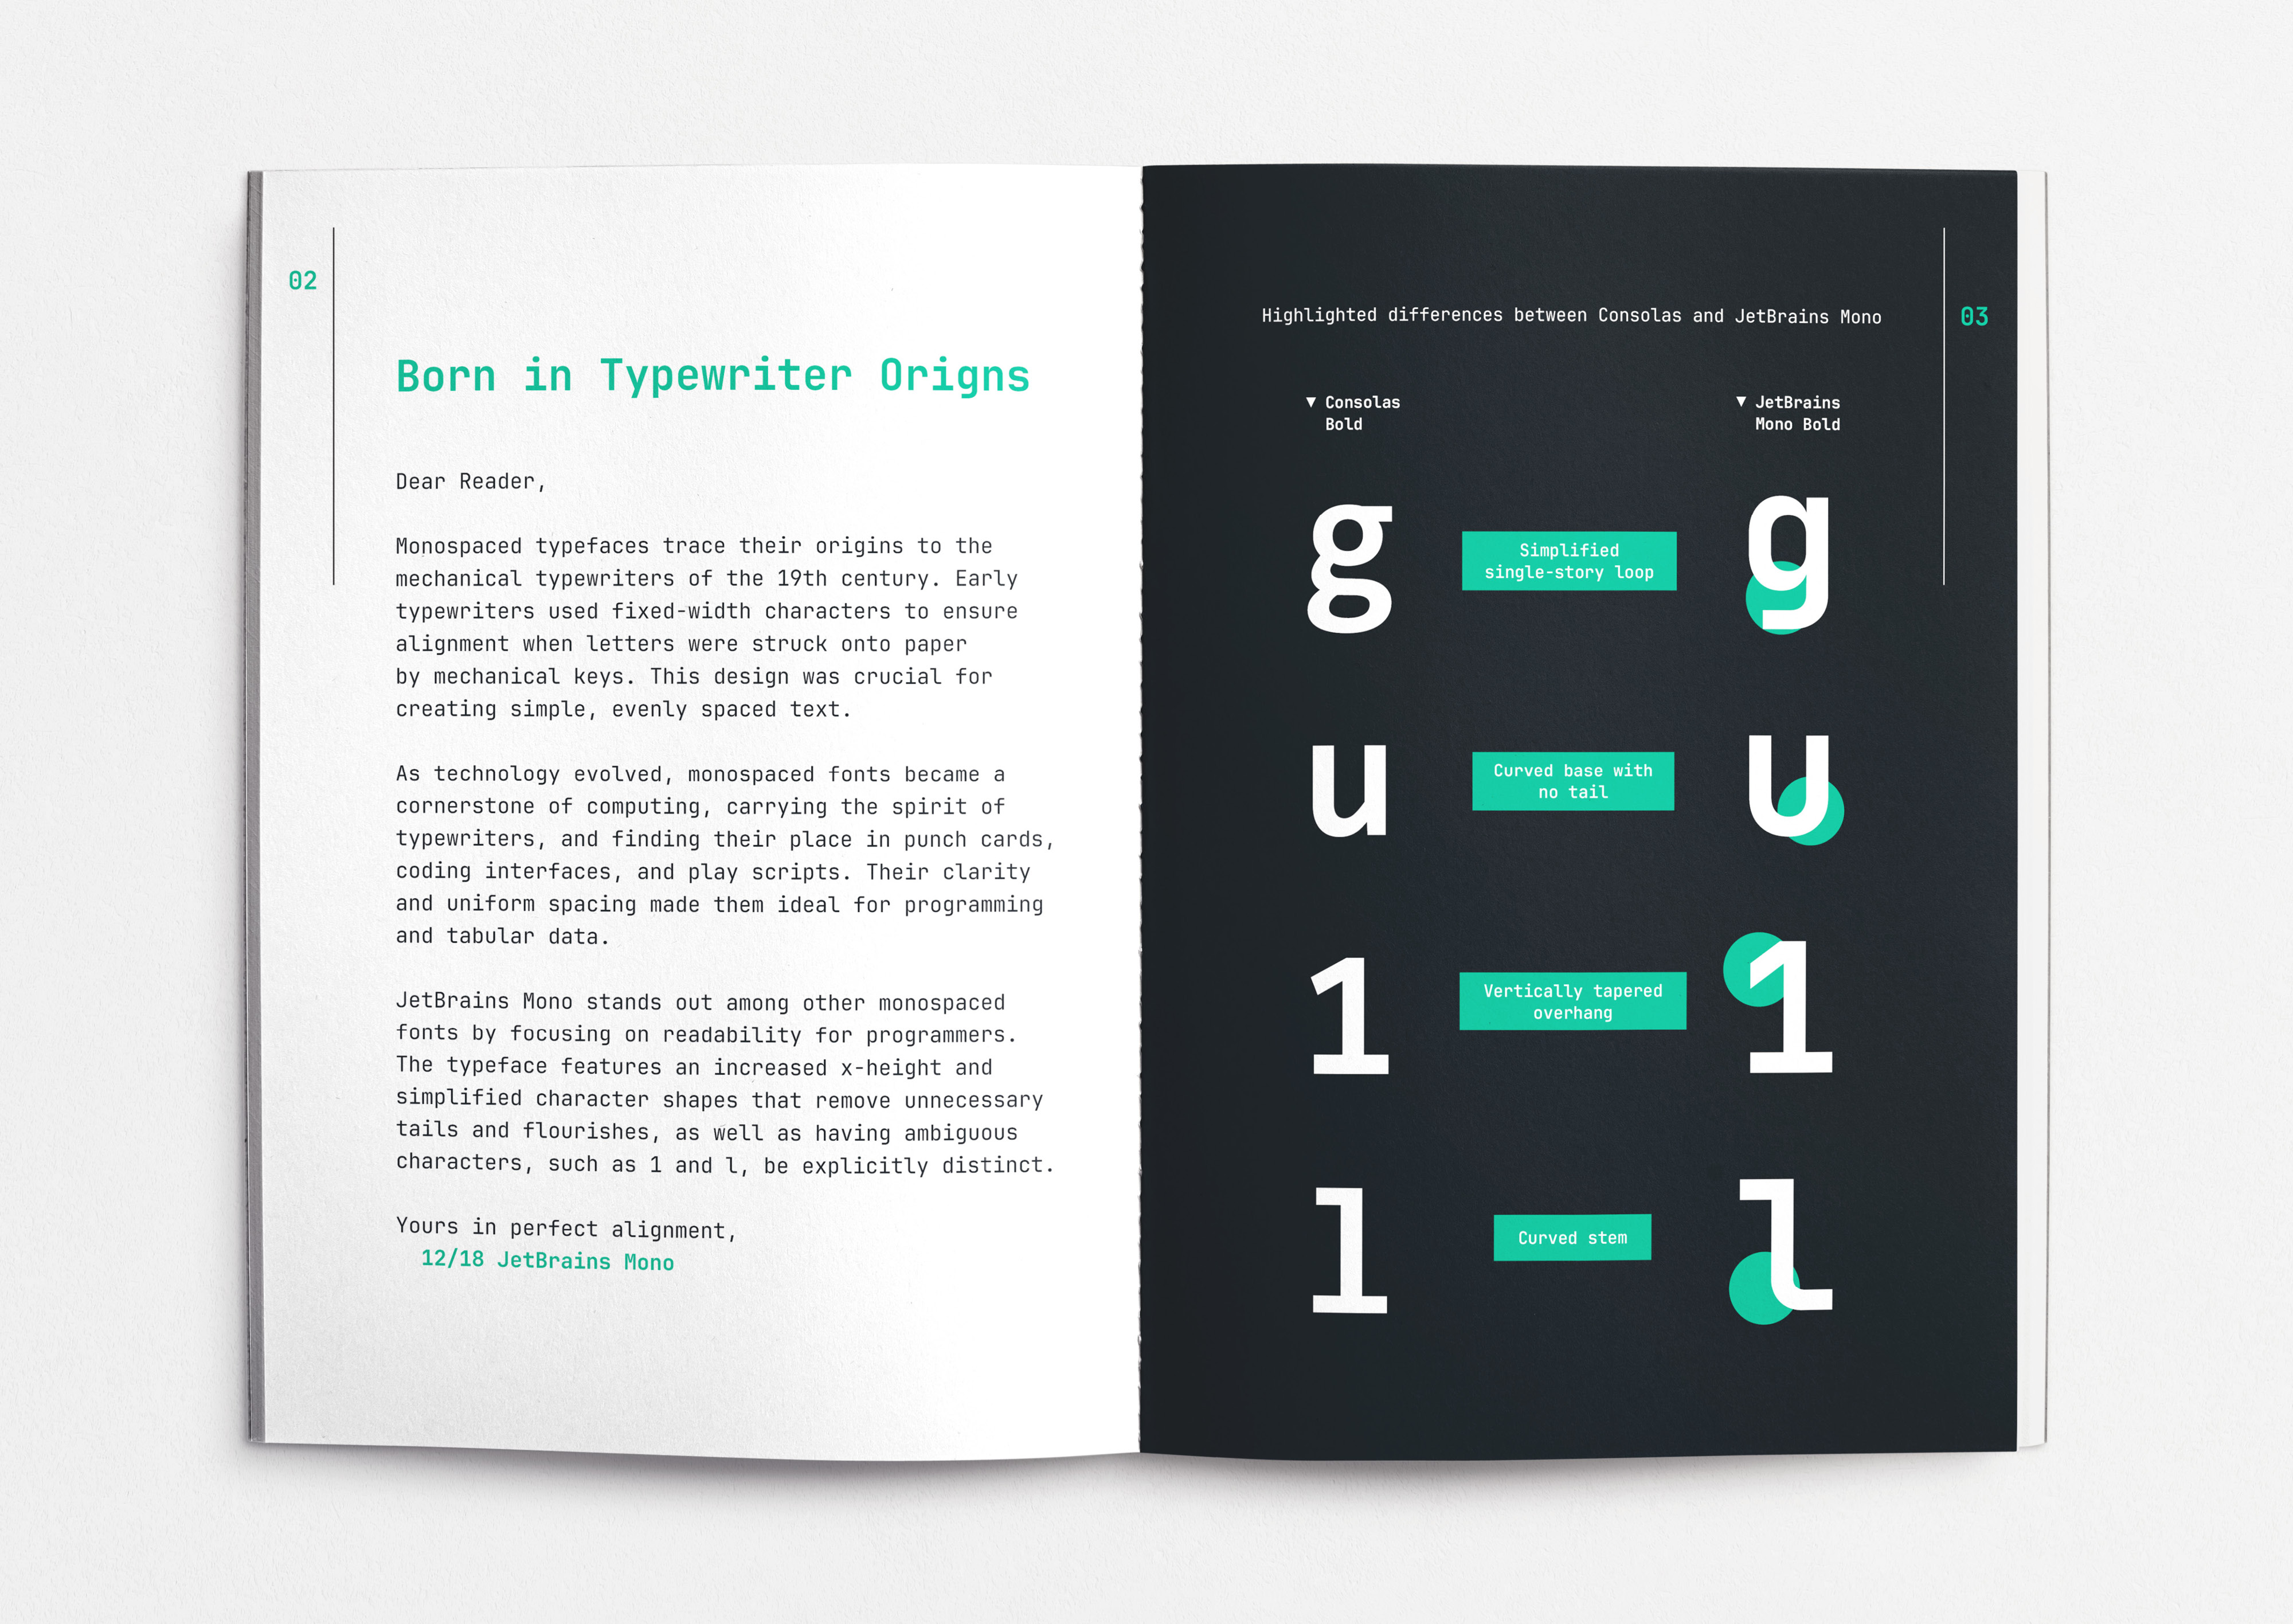 02
Born in Typewriter Origns
Dear Reader,
Monospaced typefaces trace their origins to the
mechanical typewriters of the 19th century. Early
typewriters used fixed-width characters to ensure
alignment when letters were struck onto paper
by mechanical keys. This design was crucial for
creating simple, evenly spaced text.
As technology evolved, monospaced fonts became a
cornerstone of computing, carrying the spirit of
typewriters, and finding their place in punch cards,
coding interfaces, and play scripts. Their clarity
and uniform spacing made them ideal for programming
and tabular data.
JetBrains Mono stands out among other monospaced
fonts by focusing on readability for programmers.
The typeface features an increased x-height and
simplified character shapes that remove unnecessary
tails and flourishes, as well as having ambiguous
characters, such as 1 and l, be explicitly distinct.
Yours in perfect alignment,
12/18 JetBrains Mono
Highlighted differences between Consolas and JetBrains Mono
03
▼ Consolas
Bold
▼ JetBrains
Mono Bold
g
Simplified
single-story loop
g
u
Curved base with
no tail
u
1
Vertically tapered
overhang
1
l
Curved stem
l